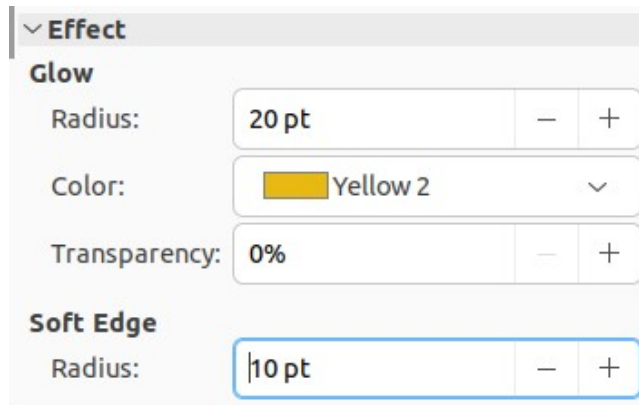 Effect
Glow
Radius: 20 pt
Color: Yellow 2
Transparency: 0%
Soft Edge
Radius: 10 pt